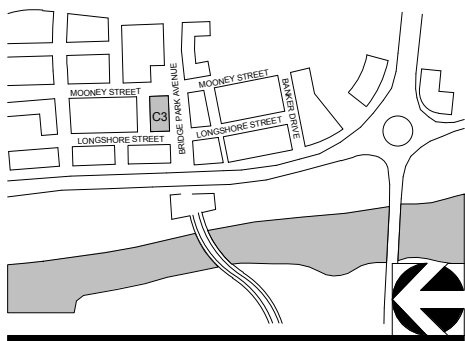 MOONEY STREET
MOONEY STREET
C3
BRIDGE PARK AVENUE
BANKER DRIVE
LONGSHORE STREET
LONGSHORE STREET